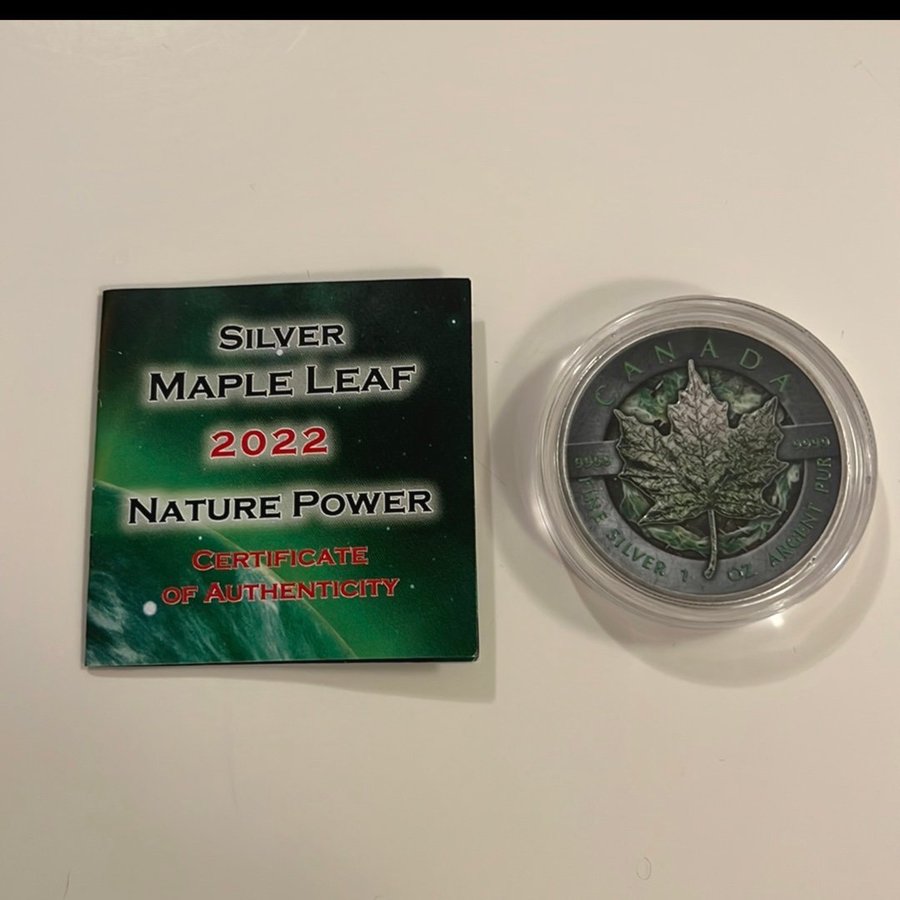 SILVER
MAPLE LEAF
2022
NATURE POWER
CERTIFICATE
OF AUTHENTICITY
CANADA
9999 9999
FINE SILVER 1 OZ ARGENT PUR